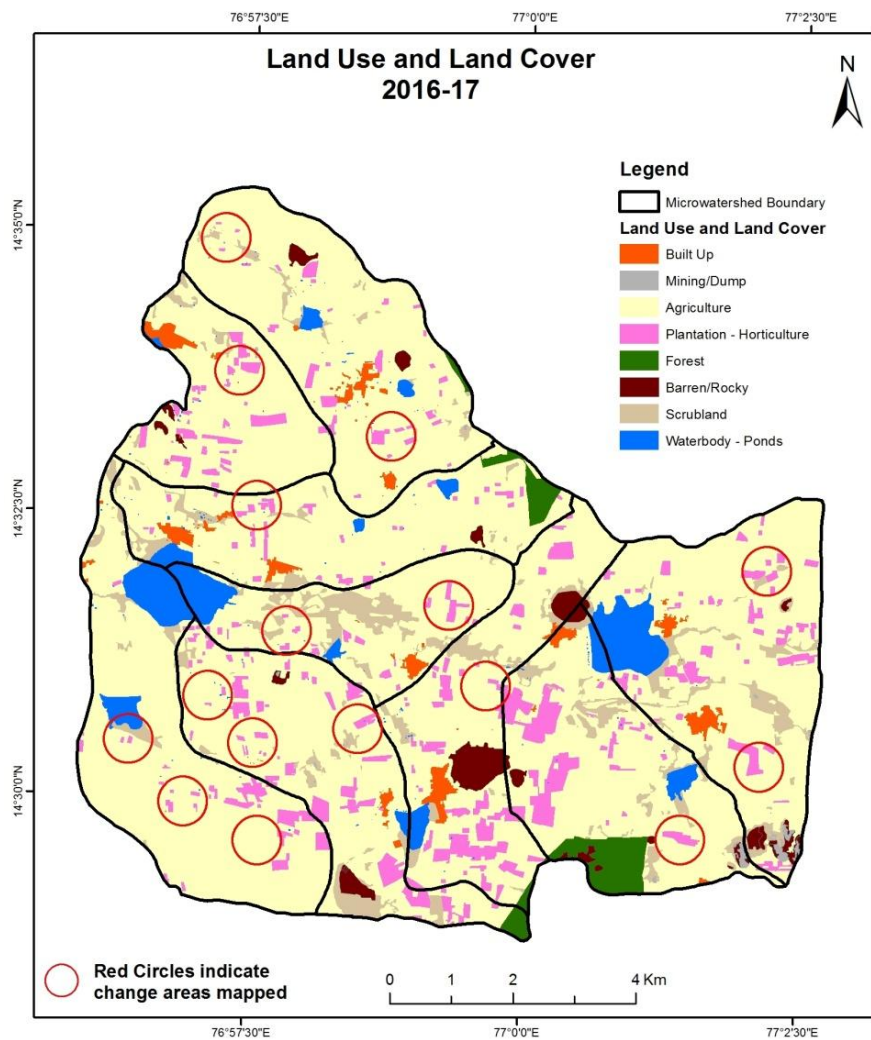 76°57'30"E
77°0'0"E
77°2'30"E
Land Use and Land Cover
2016-17
N
Legend
Microwatershed Boundary
Land Use and Land Cover
Built Up
Mining/Dump
Agriculture
Plantation - Horticulture
Forest
Barren/Rocky
Scrubland
Waterbody - Ponds
14°35'0"N
14°32'30"N
14°30'0"N
Red Circles indicate
change areas mapped
0 1 2 4 Km
76°57'30"E
77°0'0"E
77°2'30"E